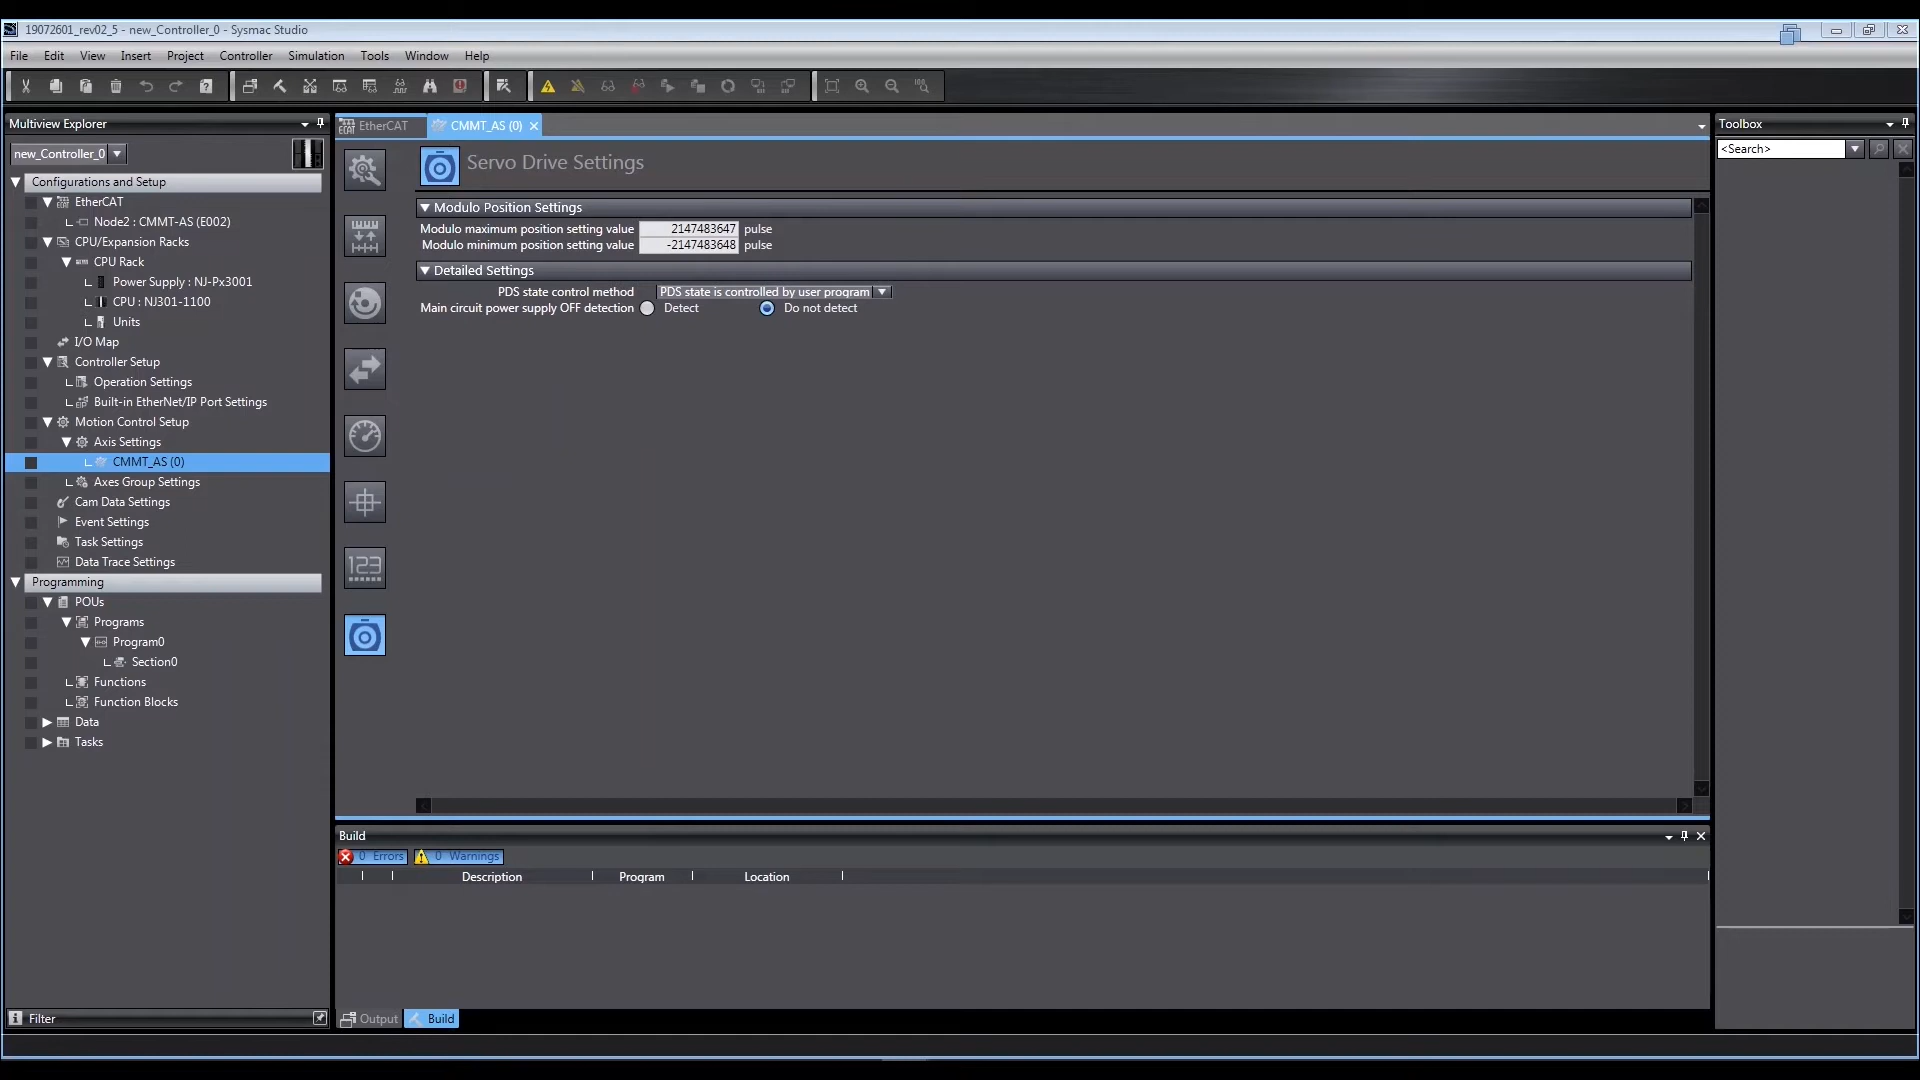 19072601_rev02_5 - new_Controller_0 - Sysmac Studio
File Edit View Insert Project Controller Simulation Tools Window Help
Multiview Explorer
new_Controller_0
Configurations and Setup
EtherCAT
Node2 : CMMT-AS (E002)
CPU/Expansion Racks
CPU Rack
Power Supply : NJ-Px3001
CPU : NJ301-1100
Units
I/O Map
Controller Setup
Operation Settings
Built-in EtherNet/IP Port Settings
Motion Control Setup
Axis Settings
CMMT_AS (0)
Axes Group Settings
Cam Data Settings
Event Settings
Task Settings
Data Trace Settings
Programming
POUs
Programs
Program0
Section0
Functions
Function Blocks
Data
Tasks
Filter
EtherCAT CMMT_AS (0)
Servo Drive Settings
Modulo Position Settings
Modulo maximum position setting value 2147483647 pulse
Modulo minimum position setting value -2147483648 pulse
Detailed Settings
PDS state control method PDS state is controlled by user program
Main circuit power supply OFF detection Detect Do not detect
123
Build
0 Errors 0 Warnings
Description Program Location
Output Build
Toolbox
<Search>